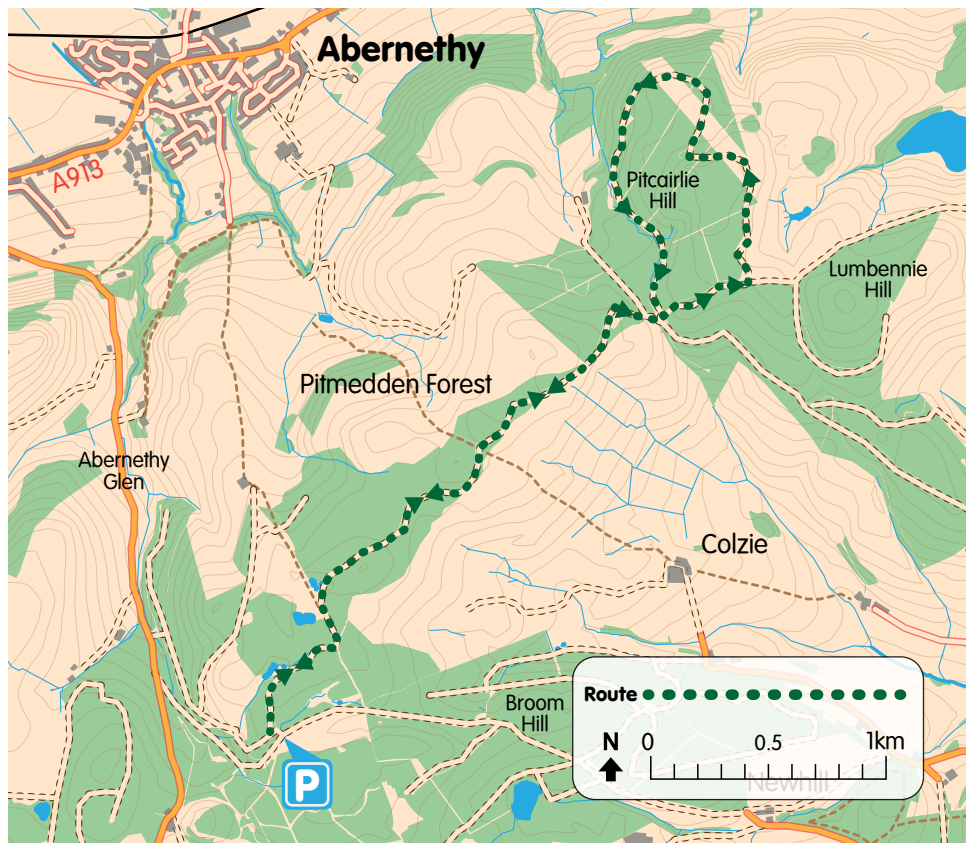 Abernethy
A913
Pitcairlie
Hill
Lumbennie
Hill
Pitmedden Forest
Abernethy
Glen
Colzie
Broom
Hill
Route
N
0 0.5 1km
Newhill
P